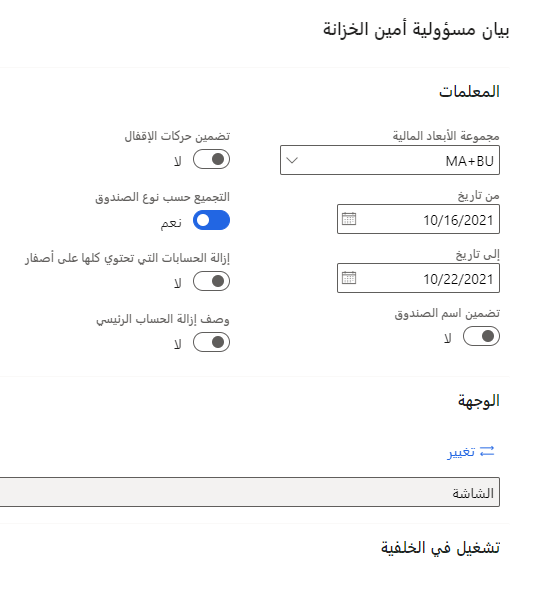 بيان مسؤولية أمين الخزانة
المعلمات
مجموعة الأبعاد المالية
MA+BU
من تاريخ
10/16/2021
إلى تاريخ
10/22/2021
تضمين اسم الصندوق
لا
تضمين حركات الإقفال
لا
التجميع حسب نوع الصندوق
نعم
إزالة الحسابات التي تحتوي كلها على أصفار
لا
وصف إزالة الحساب الرئيسي
لا
الوجهة
تغيير
الشاشة
تشغيل في الخلفية